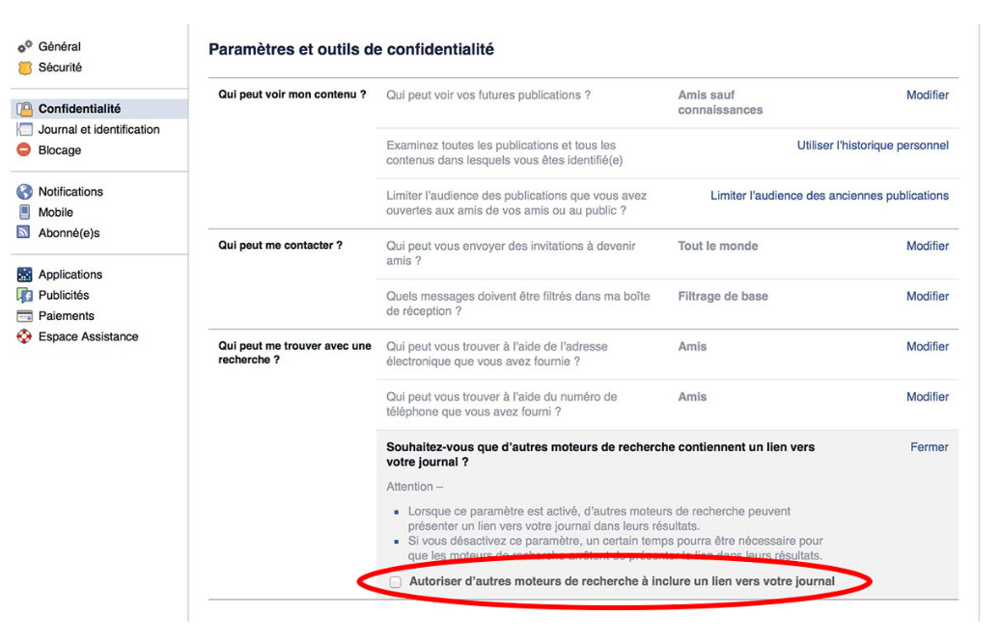 Général
Sécurité
Confidentialité
Journal et identification
Blocage
Notifications
Mobile
Abonné(e)s
Applications
Publicités
Paiements
Espace Assistance
Paramètres et outils de confidentialité
Qui peut voir mon contenu ?
Qui peut voir vos futures publications ?
Amis sauf
connaissances
Modifier
Examinez toutes les publications et tous les
contenus dans lesquels vous êtes identifié(e)
Utiliser l'historique personnel
Limiter l'audience des publications que vous avez
ouvertes aux amis de vos amis ou au public ?
Limiter l'audience des anciennes publications
Qui peut me contacter ?
Qui peut vous envoyer des invitations à devenir
amis ?
Tout le monde
Modifier
Quels messages doivent être filtrés dans ma boîte
de réception ?
Filtrage de base
Modifier
Qui peut me trouver avec une
recherche ?
Qui peut vous trouver à l'aide de l'adresse
électronique que vous avez fournie ?
Amis
Modifier
Qui peut vous trouver à l'aide du numéro de
téléphone que vous avez fourni ?
Amis
Modifier
Souhaitez-vous que d'autres moteurs de recherche contiennent un lien vers
votre journal ?
Fermer
Attention –
Lorsque ce paramètre est activé, d'autres moteurs de recherche peuvent
présenter un lien vers votre journal dans leurs résultats.
Si vous désactivez ce paramètre, un certain temps pourra être nécessaire pour
que les moteurs de recherche arrêtent de présenter le lien dans leurs résultats.
Autoriser d'autres moteurs de recherche à inclure un lien vers votre journal